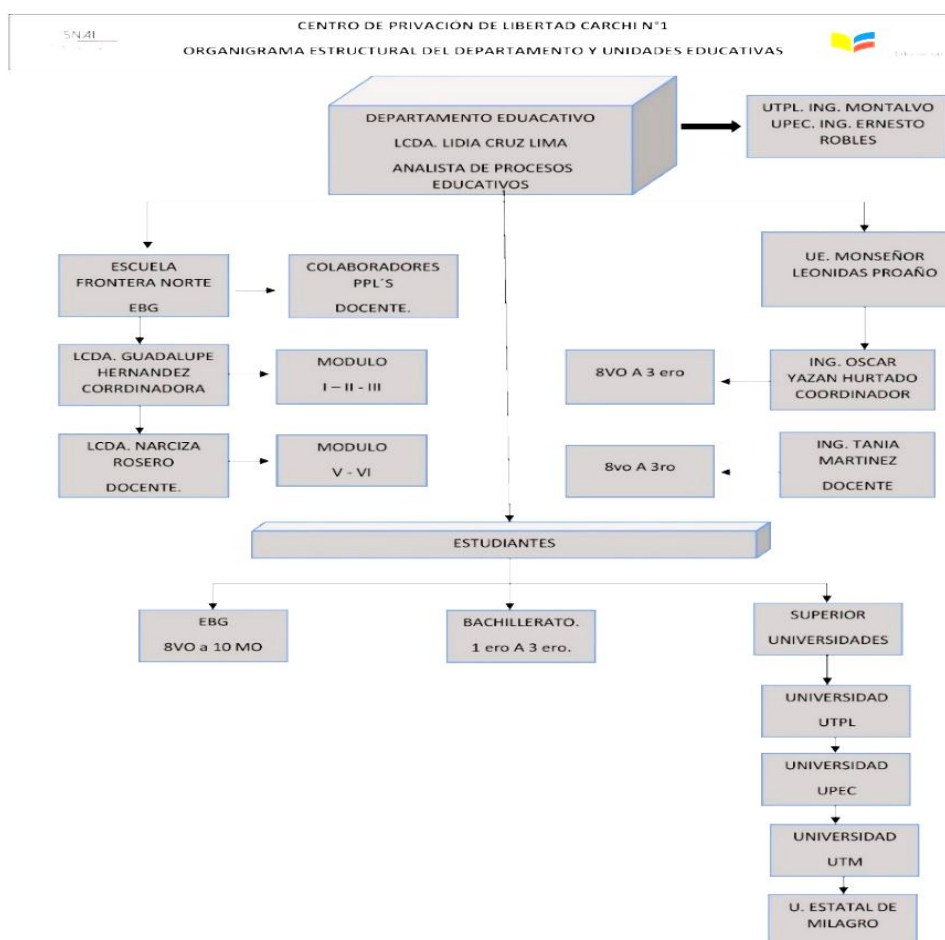 SNAI
CENTRO DE PRIVACIÓN DE LIBERTAD CARCHI N°1
ORGANIGRAMA ESTRUCTURAL DEL DEPARTAMENTO Y UNIDADES EDUCATIVAS
DEPARTAMENTO EDUACATIVO
LCDA. LIDIA CRUZ LIMA
ANALISTA DE PROCESOS
EDUCATIVOS
UTPL. ING. MONTALVO
UPEC. ING. ERNESTO
ROBLES
ESCUELA
FRONTERA NORTE
EBG
COLABORADORES
PPL´S
DOCENTE.
UE. MONSEÑOR
LEONIDAS PROAÑO
LCDA. GUADALUPE
HERNANDEZ
CORRDINADORA
MODULO
I – II - III
8VO A 3 ero
ING. OSCAR
YAZAN HURTADO
COORDINADOR
LCDA. NARCIZA
ROSERO
DOCENTE.
MODULO
V - VI
8vo A 3ro
ING. TANIA
MARTINEZ
DOCENTE
ESTUDIANTES
EBG
8VO a 10 MO
BACHILLERATO.
1 ero A 3 ero.
SUPERIOR
UNIVERSIDADES
UNIVERSIDAD
UTPL
UNIVERSIDAD
UPEC
UNIVERSIDAD
UTM
U. ESTATAL DE
MILAGRO